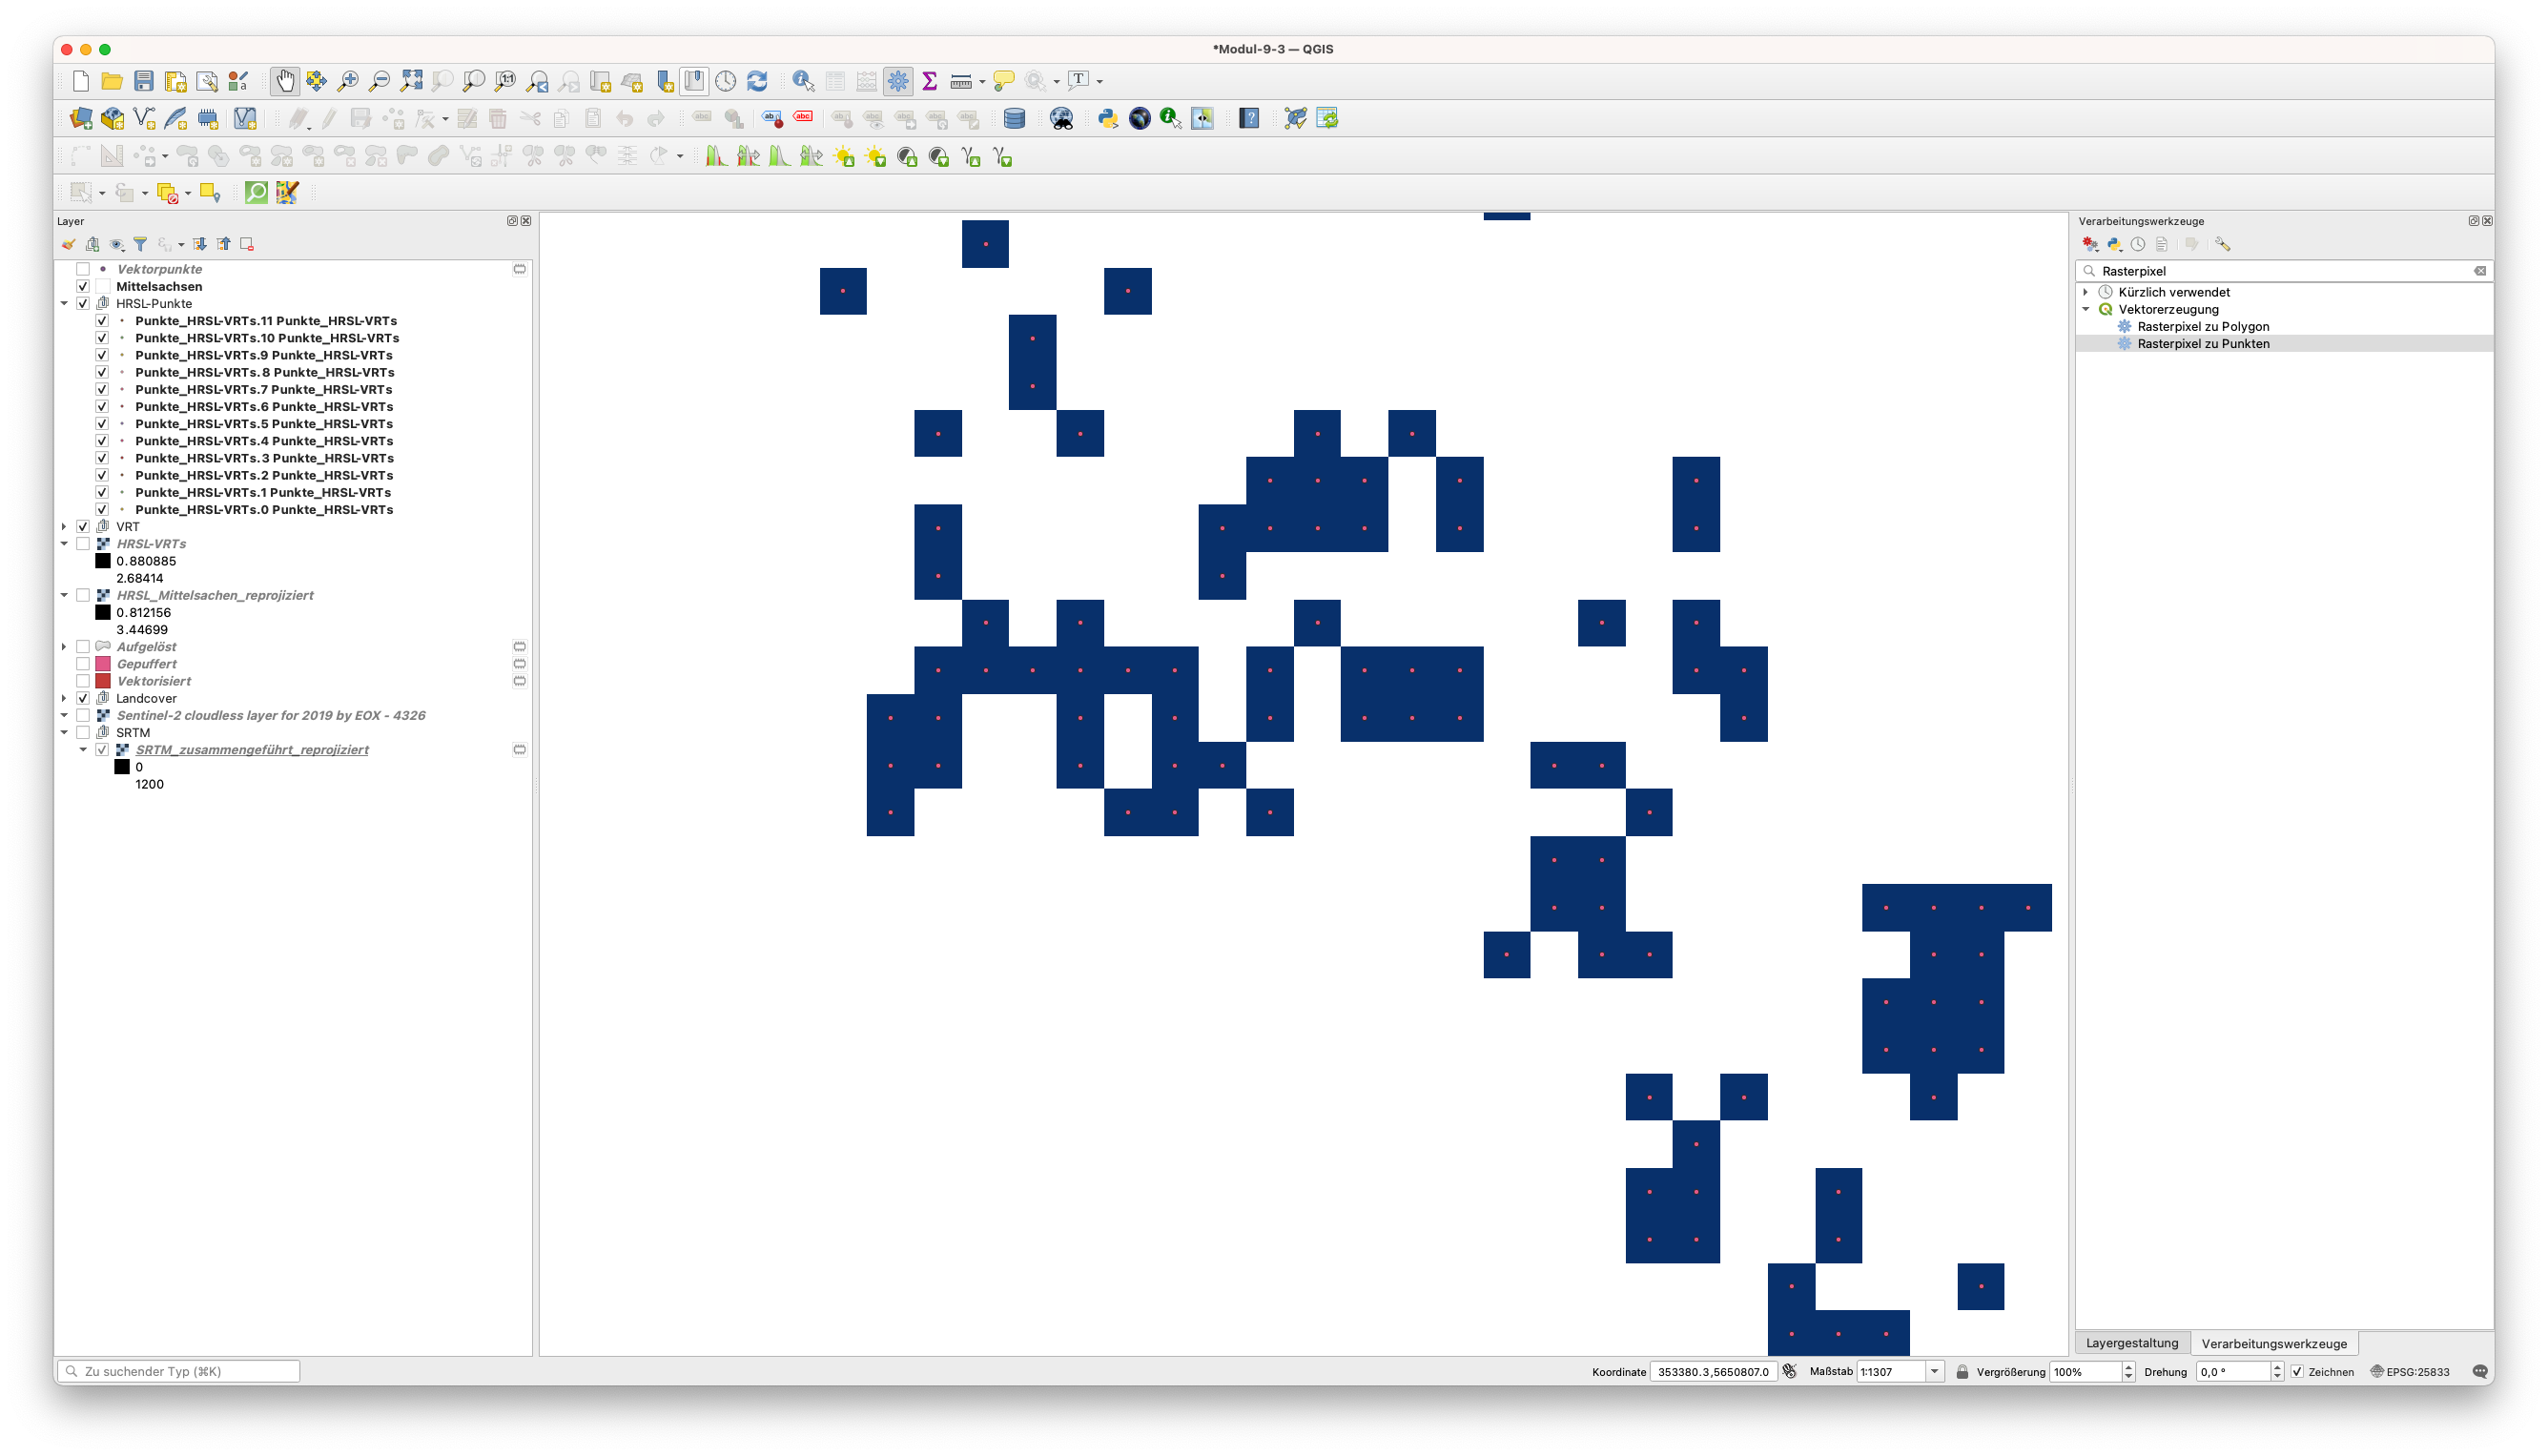 *Modul-9-3 — QGIS
Layer
Vektorpunkte
Mittelsachsen
HRSL-Punkte
Punkte_HRSL-VRTs.11 Punkte_HRSL-VRTs
Punkte_HRSL-VRTs.10 Punkte_HRSL-VRTs
Punkte_HRSL-VRTs.9 Punkte_HRSL-VRTs
Punkte_HRSL-VRTs.8 Punkte_HRSL-VRTs
Punkte_HRSL-VRTs.7 Punkte_HRSL-VRTs
Punkte_HRSL-VRTs.6 Punkte_HRSL-VRTs
Punkte_HRSL-VRTs.5 Punkte_HRSL-VRTs
Punkte_HRSL-VRTs.4 Punkte_HRSL-VRTs
Punkte_HRSL-VRTs.3 Punkte_HRSL-VRTs
Punkte_HRSL-VRTs.2 Punkte_HRSL-VRTs
Punkte_HRSL-VRTs.1 Punkte_HRSL-VRTs
Punkte_HRSL-VRTs.0 Punkte_HRSL-VRTs
VRT
HRSL-VRTs
0.880885
2.68414
HRSL_Mittelsachen_reprojiziert
0.812156
3.44699
Aufgelöst
Gepuffert
Vektorisiert
Landcover
Sentinel-2 cloudless layer for 2019 by EOX - 4326
SRTM
SRTM_zusammengeführt_reprojiziert
0
1200
Verarbeitungswerkzeuge
Rasterpixel
Kürzlich verwendet
Vektorerzeugung
Rasterpixel zu Polygon
Rasterpixel zu Punkten
Layergestaltung
Verarbeitungswerkzeuge
Zu suchender Typ (⌘K)
Koordinate 353380.3,5650807.0 Maßstab 1:1307 Vergrößerung 100% Drehung 0,0 ° Zeichnen EPSG:25833